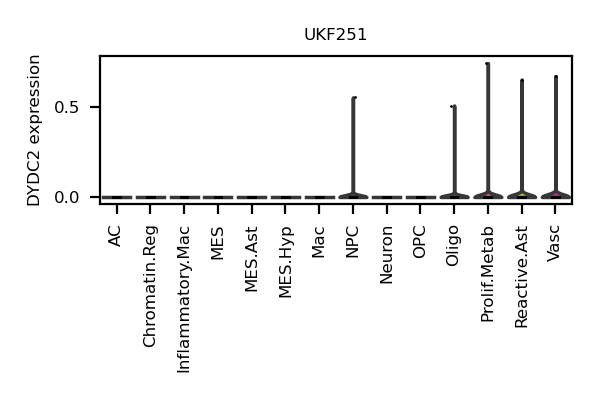 UKF251
DYDC2 expression
0.5
0.0
AC
Chromatin.Reg
Inflammatory.Mac
MES
MES.Ast
MES.Hyp
Mac
NPC
Neuron
OPC
Oligo
Prolif.Metab
Reactive.Ast
Vasc